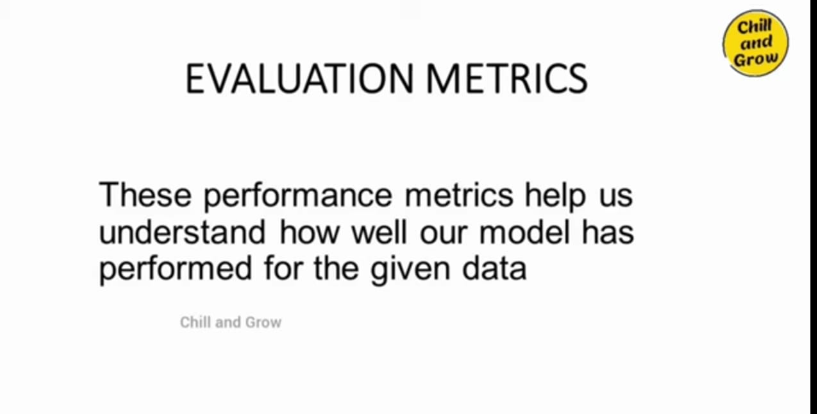 Chill
and
Grow
EVALUATION METRICS
These performance metrics help us
understand how well our model has
performed for the given data
Chill and Grow